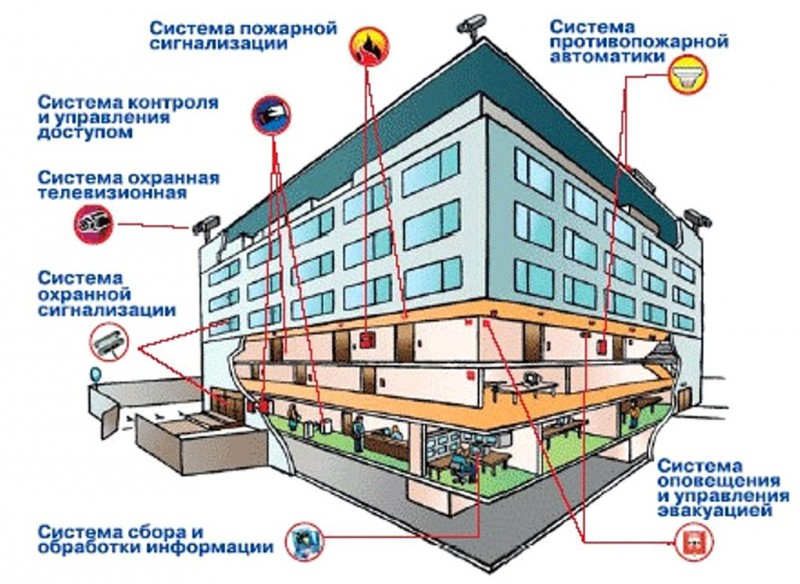 Система пожарной
сигнализации
Система
противопожарной
автоматики
Система контроля
и управления
доступом
Система охранная
телевизионная
Система
охранной
сигнализации
Система
оповещения
и управления
эвакуацией
Система сбора и
обработки информации